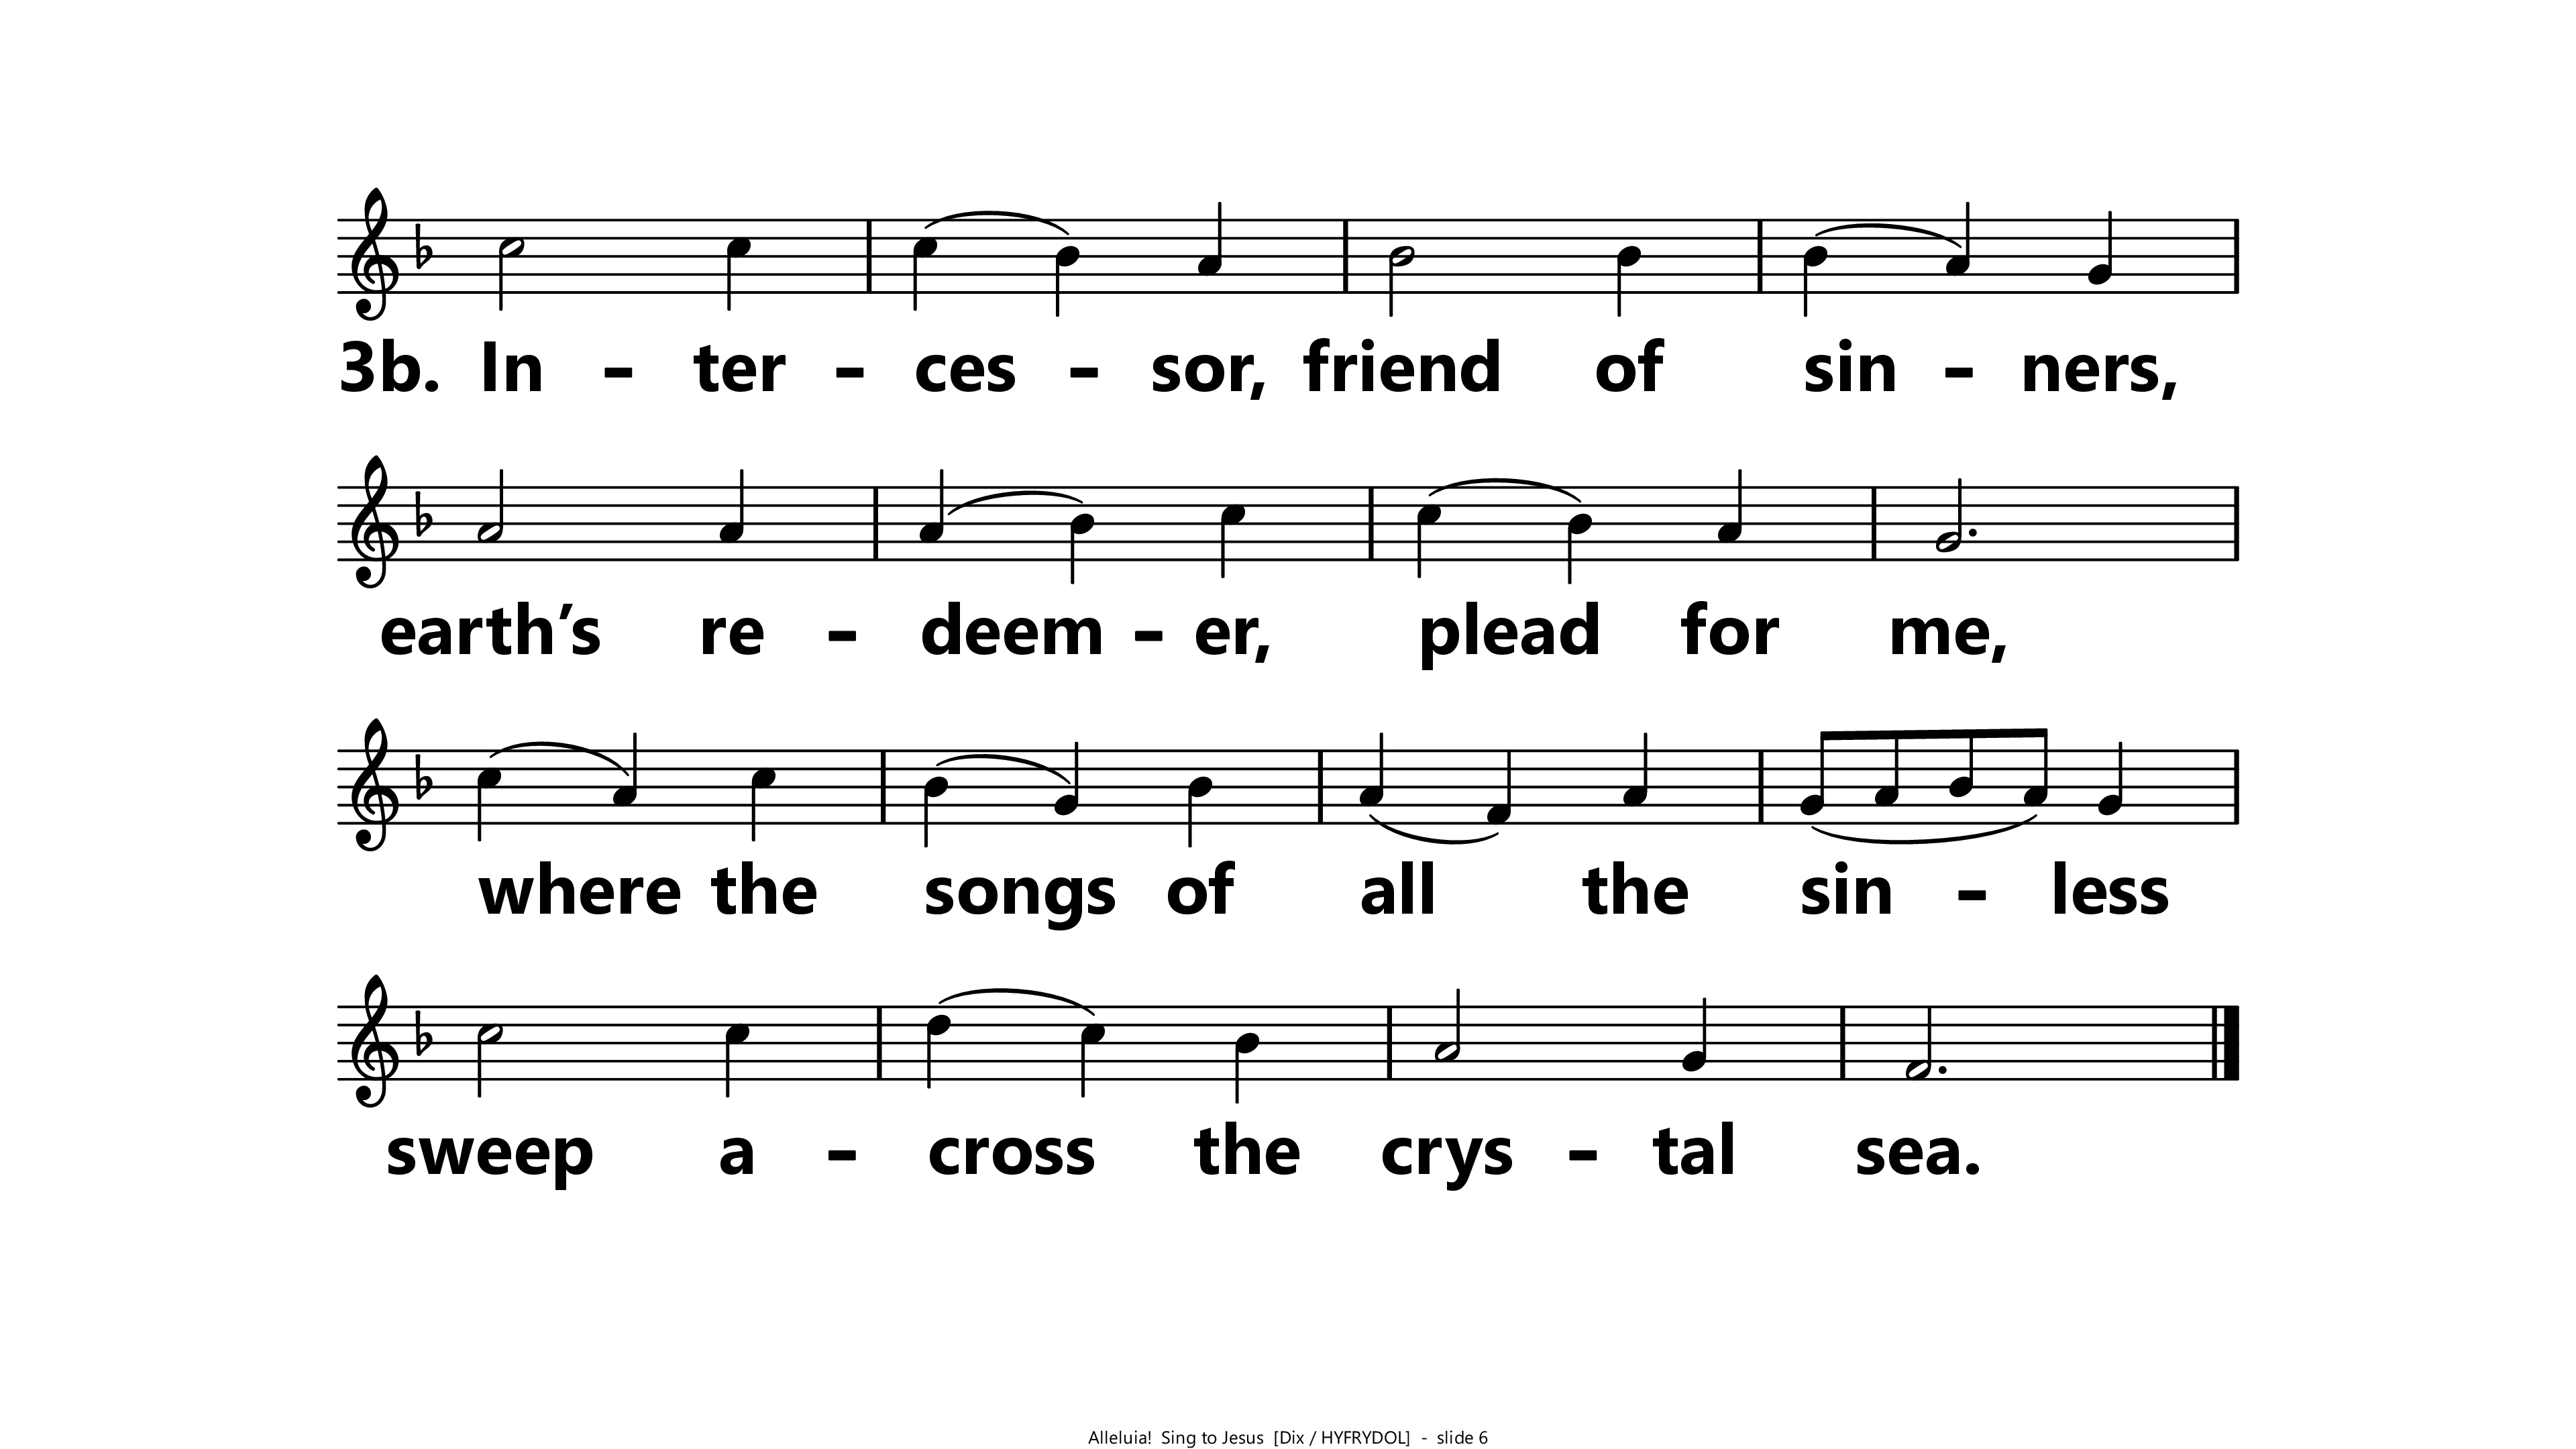 3b. In - ter - ces - sor, friend of sin - ners,
earth’s re - deem - er, plead for me,
where the songs of all the sin - less
sweep a - cross the crys - tal sea.
Alleluia! Sing to Jesus [Dix / HYFRYDOL] - slide 6